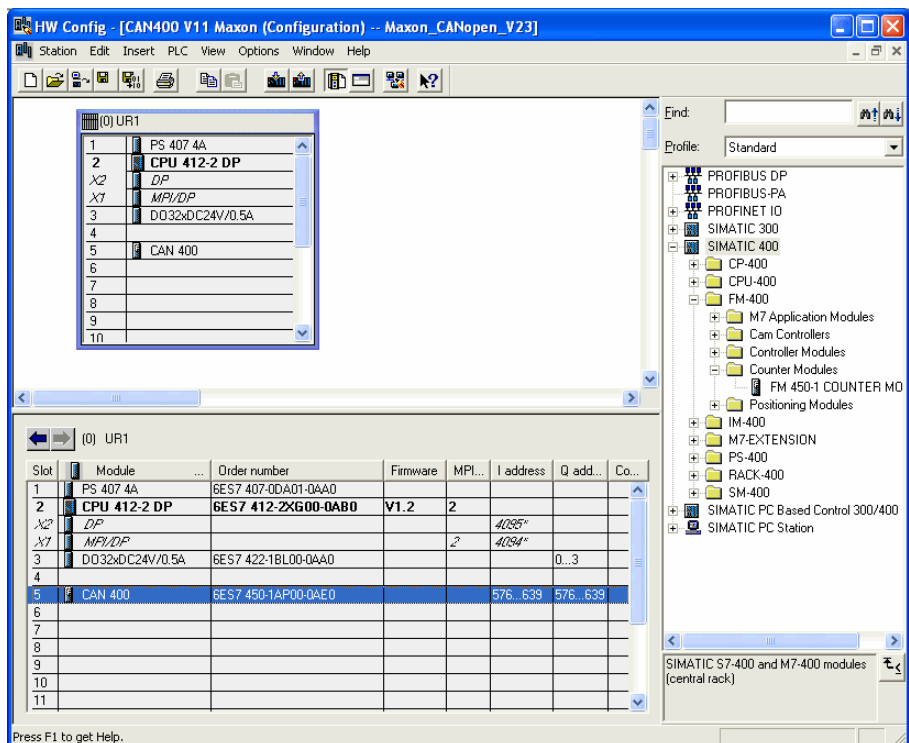 HW Config - [CAN400 V11 Maxon (Configuration) -- Maxon_CANopen_V23]
Station Edit Insert PLC View Options Window Help
(0) UR1
1 PS 407 4A
2 CPU 412-2 DP
X2 DP
X1 MPI/DP
3 DO32xDC24V/0.5A
4
5 CAN 400
6
7
8
9
10
Find:
Profile: Standard
PROFIBUS DP
PROFIBUS-PA
PROFINET IO
SIMATIC 300
SIMATIC 400
CP-400
CPU-400
FM-400
M7 Application Modules
Cam Controllers
Controller Modules
Counter Modules
FM 450-1 COUNTER MO
Positioning Modules
IM-400
M7-EXTENSION
PS-400
RACK-400
SM-400
SIMATIC PC Based Control 300/400
SIMATIC PC Station
(0) UR1
Slot Module ... Order number Firmware MPI... I address Q add... Co...
1 PS 407 4A 6ES7 407-0DA01-0AA0
2 CPU 412-2 DP 6ES7 412-2XG00-0AB0 V1.2 2
X2 DP 4095*
X1 MPI/DP 2 4094*
3 DO32xDC24V/0.5A 6ES7 422-1BL00-0AA0 0...3
4
5 CAN 400 6ES7 450-1AP00-0AE0 576...639 576...639
6
7
8
9
10
11
SIMATIC S7-400 and M7-400 modules
(central rack)
Press F1 to get Help.